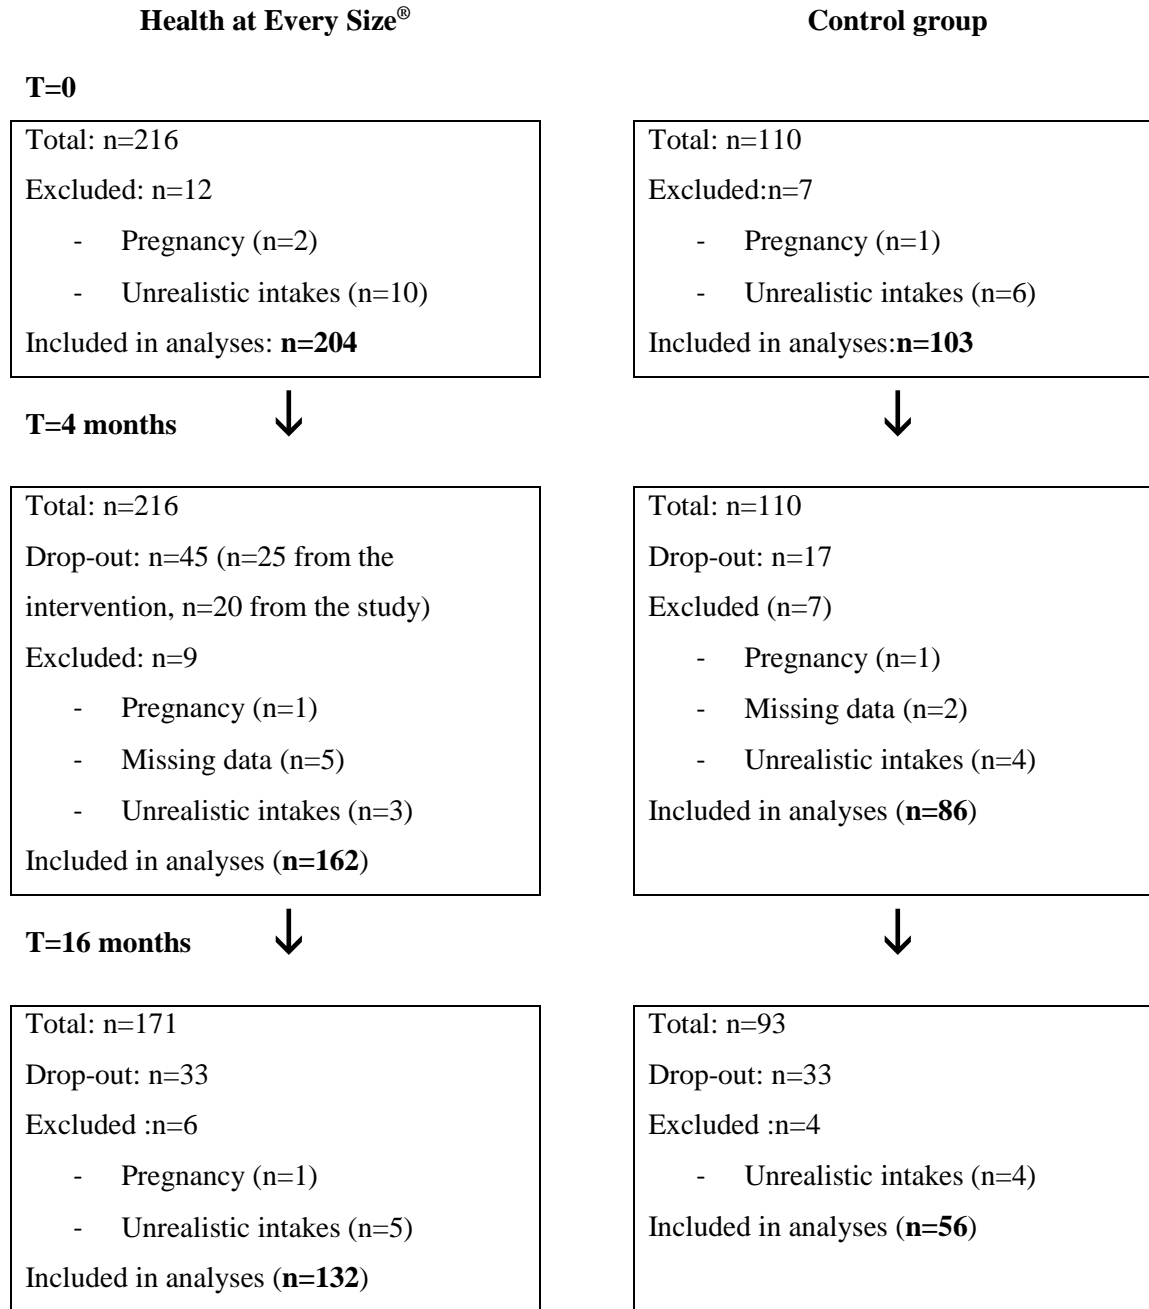 Health at Every Size®
Control group
T=0
Total: n=216
Excluded: n=12
- Pregnancy (n=2)
- Unrealistic intakes (n=10)
Included in analyses: n=204
Total: n=110
Excluded:n=7
- Pregnancy (n=1)
- Unrealistic intakes (n=6)
Included in analyses:n=103
T=4 months
Total: n=216
Drop-out: n=45 (n=25 from the
intervention, n=20 from the study)
Excluded: n=9
- Pregnancy (n=1)
- Missing data (n=5)
- Unrealistic intakes (n=3)
Included in analyses (n=162)
Total: n=110
Drop-out: n=17
Excluded (n=7)
- Pregnancy (n=1)
- Missing data (n=2)
- Unrealistic intakes (n=4)
Included in analyses (n=86)
T=16 months
Total: n=171
Drop-out: n=33
Excluded :n=6
- Pregnancy (n=1)
- Unrealistic intakes (n=5)
Included in analyses (n=132)
Total: n=93
Drop-out: n=33
Excluded :n=4
- Unrealistic intakes (n=4)
Included in analyses (n=56)